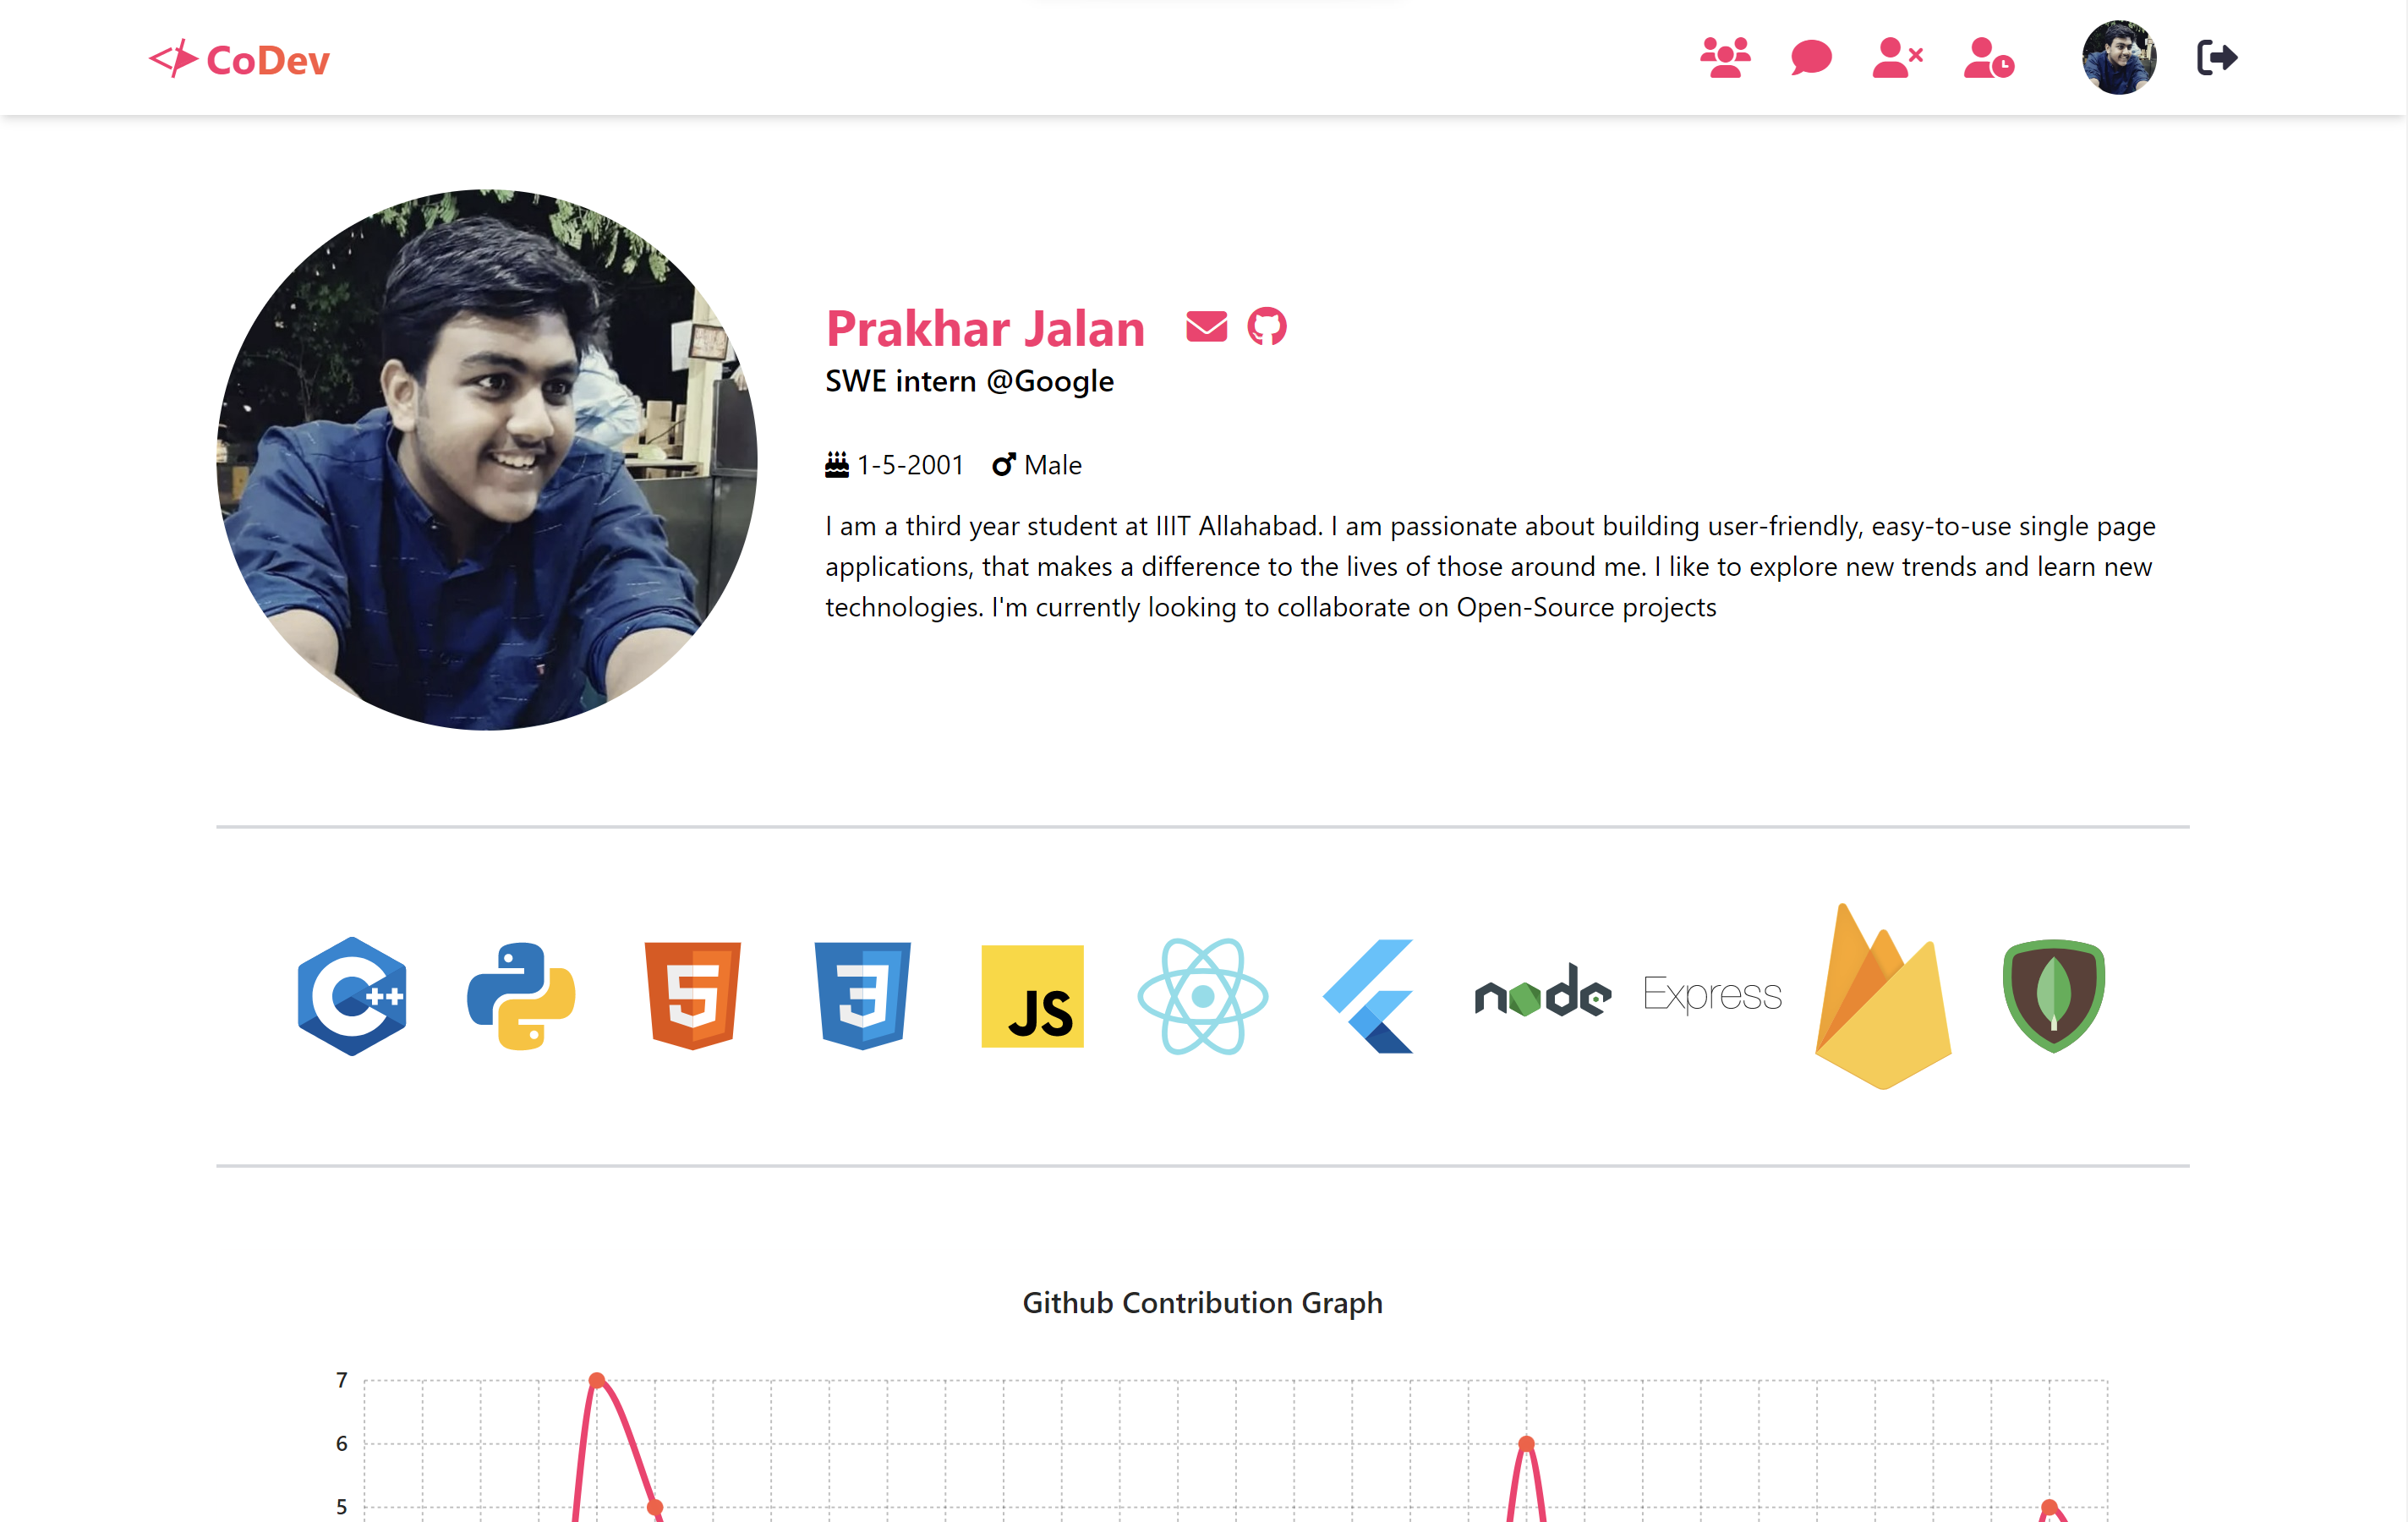 CoDev
Prakhar Jalan
SWE intern @Google
1-5-2001 Male
I am a third year student at IIIT Allahabad. I am passionate about building user-friendly, easy-to-use single page
applications, that makes a difference to the lives of those around me. I like to explore new trends and learn new
technologies. I'm currently looking to collaborate on Open-Source projects
C++ 5 3 JS node Express
Github Contribution Graph
7
6
5